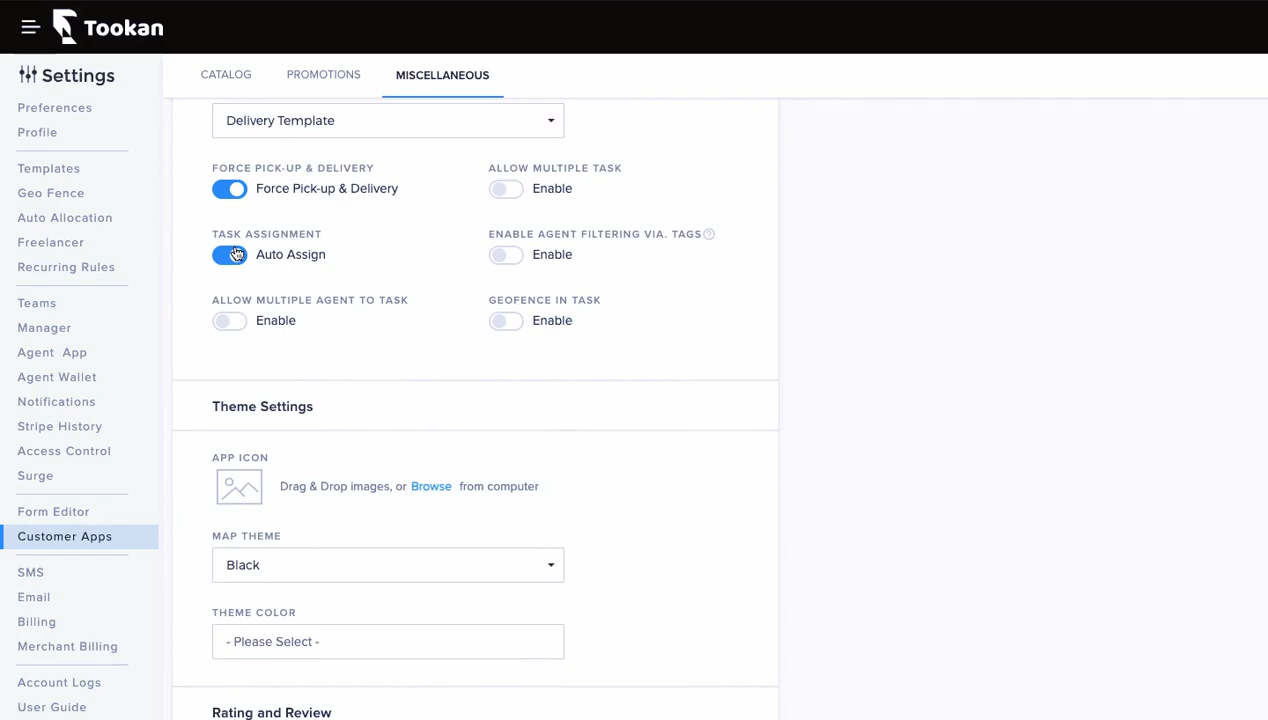 Tookan
Settings
Preferences
Profile
Templates
Geo Fence
Auto Allocation
Freelancer
Recurring Rules
Teams
Manager
Agent App
Agent Wallet
Notifications
Stripe History
Access Control
Surge
Form Editor
Customer Apps
SMS
Email
Billing
Merchant Billing
Account Logs
User Guide
CATALOG PROMOTIONS MISCELLANEOUS
Delivery Template
FORCE PICK-UP & DELIVERY ALLOW MULTIPLE TASK
Force Pick-up & Delivery Enable
TASK ASSIGNMENT ENABLE AGENT FILTERING VIA. TAGS ?
Auto Assign Enable
ALLOW MULTIPLE AGENT TO TASK GEOFENCE IN TASK
Enable Enable
Theme Settings
APP ICON
Drag & Drop images, or Browse from computer
MAP THEME
Black
THEME COLOR
- Please Select -
Rating and Review